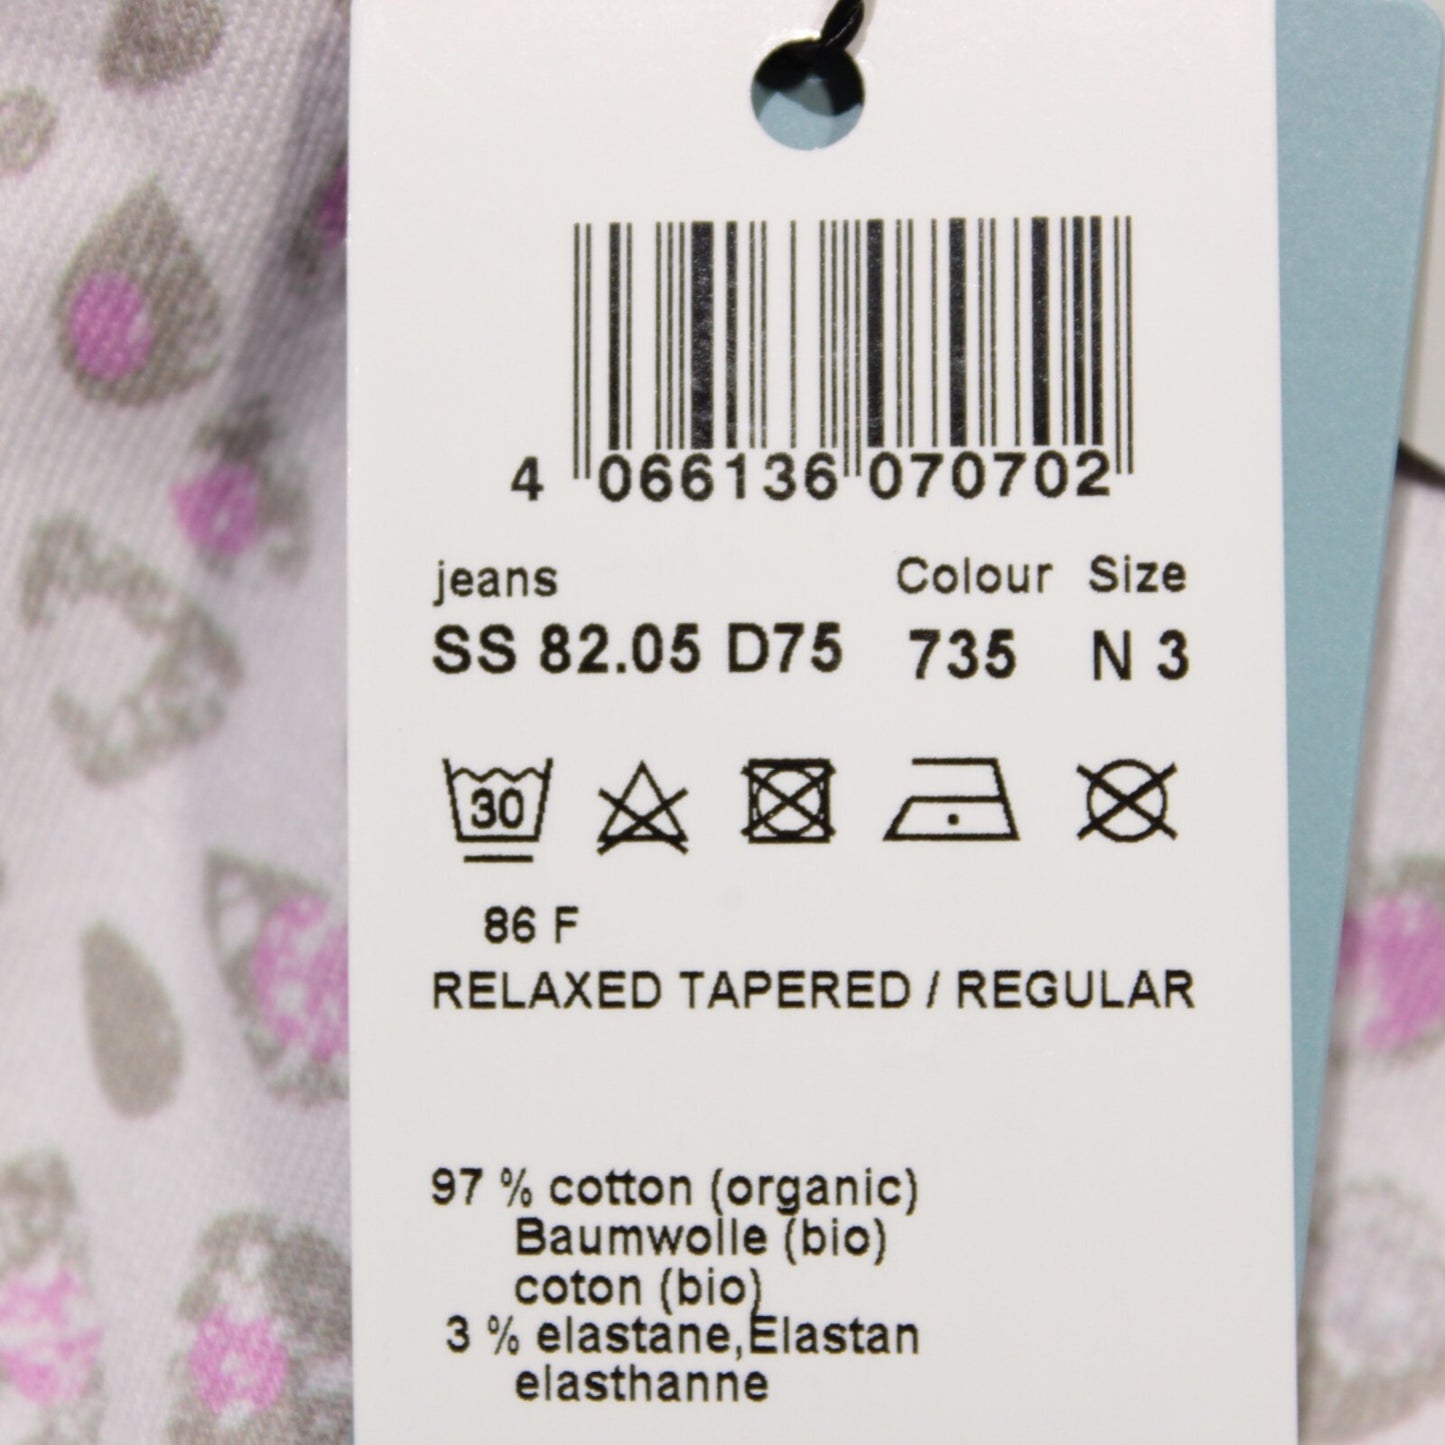 4 066136 070702
jeans Colour Size
SS 82.05 D75 735 N 3
30
86 F
RELAXED TAPERED / REGULAR
97 % cotton (organic)
Baumwolle (bio)
coton (bio)
3 % elastane,Elastan
elasthanne